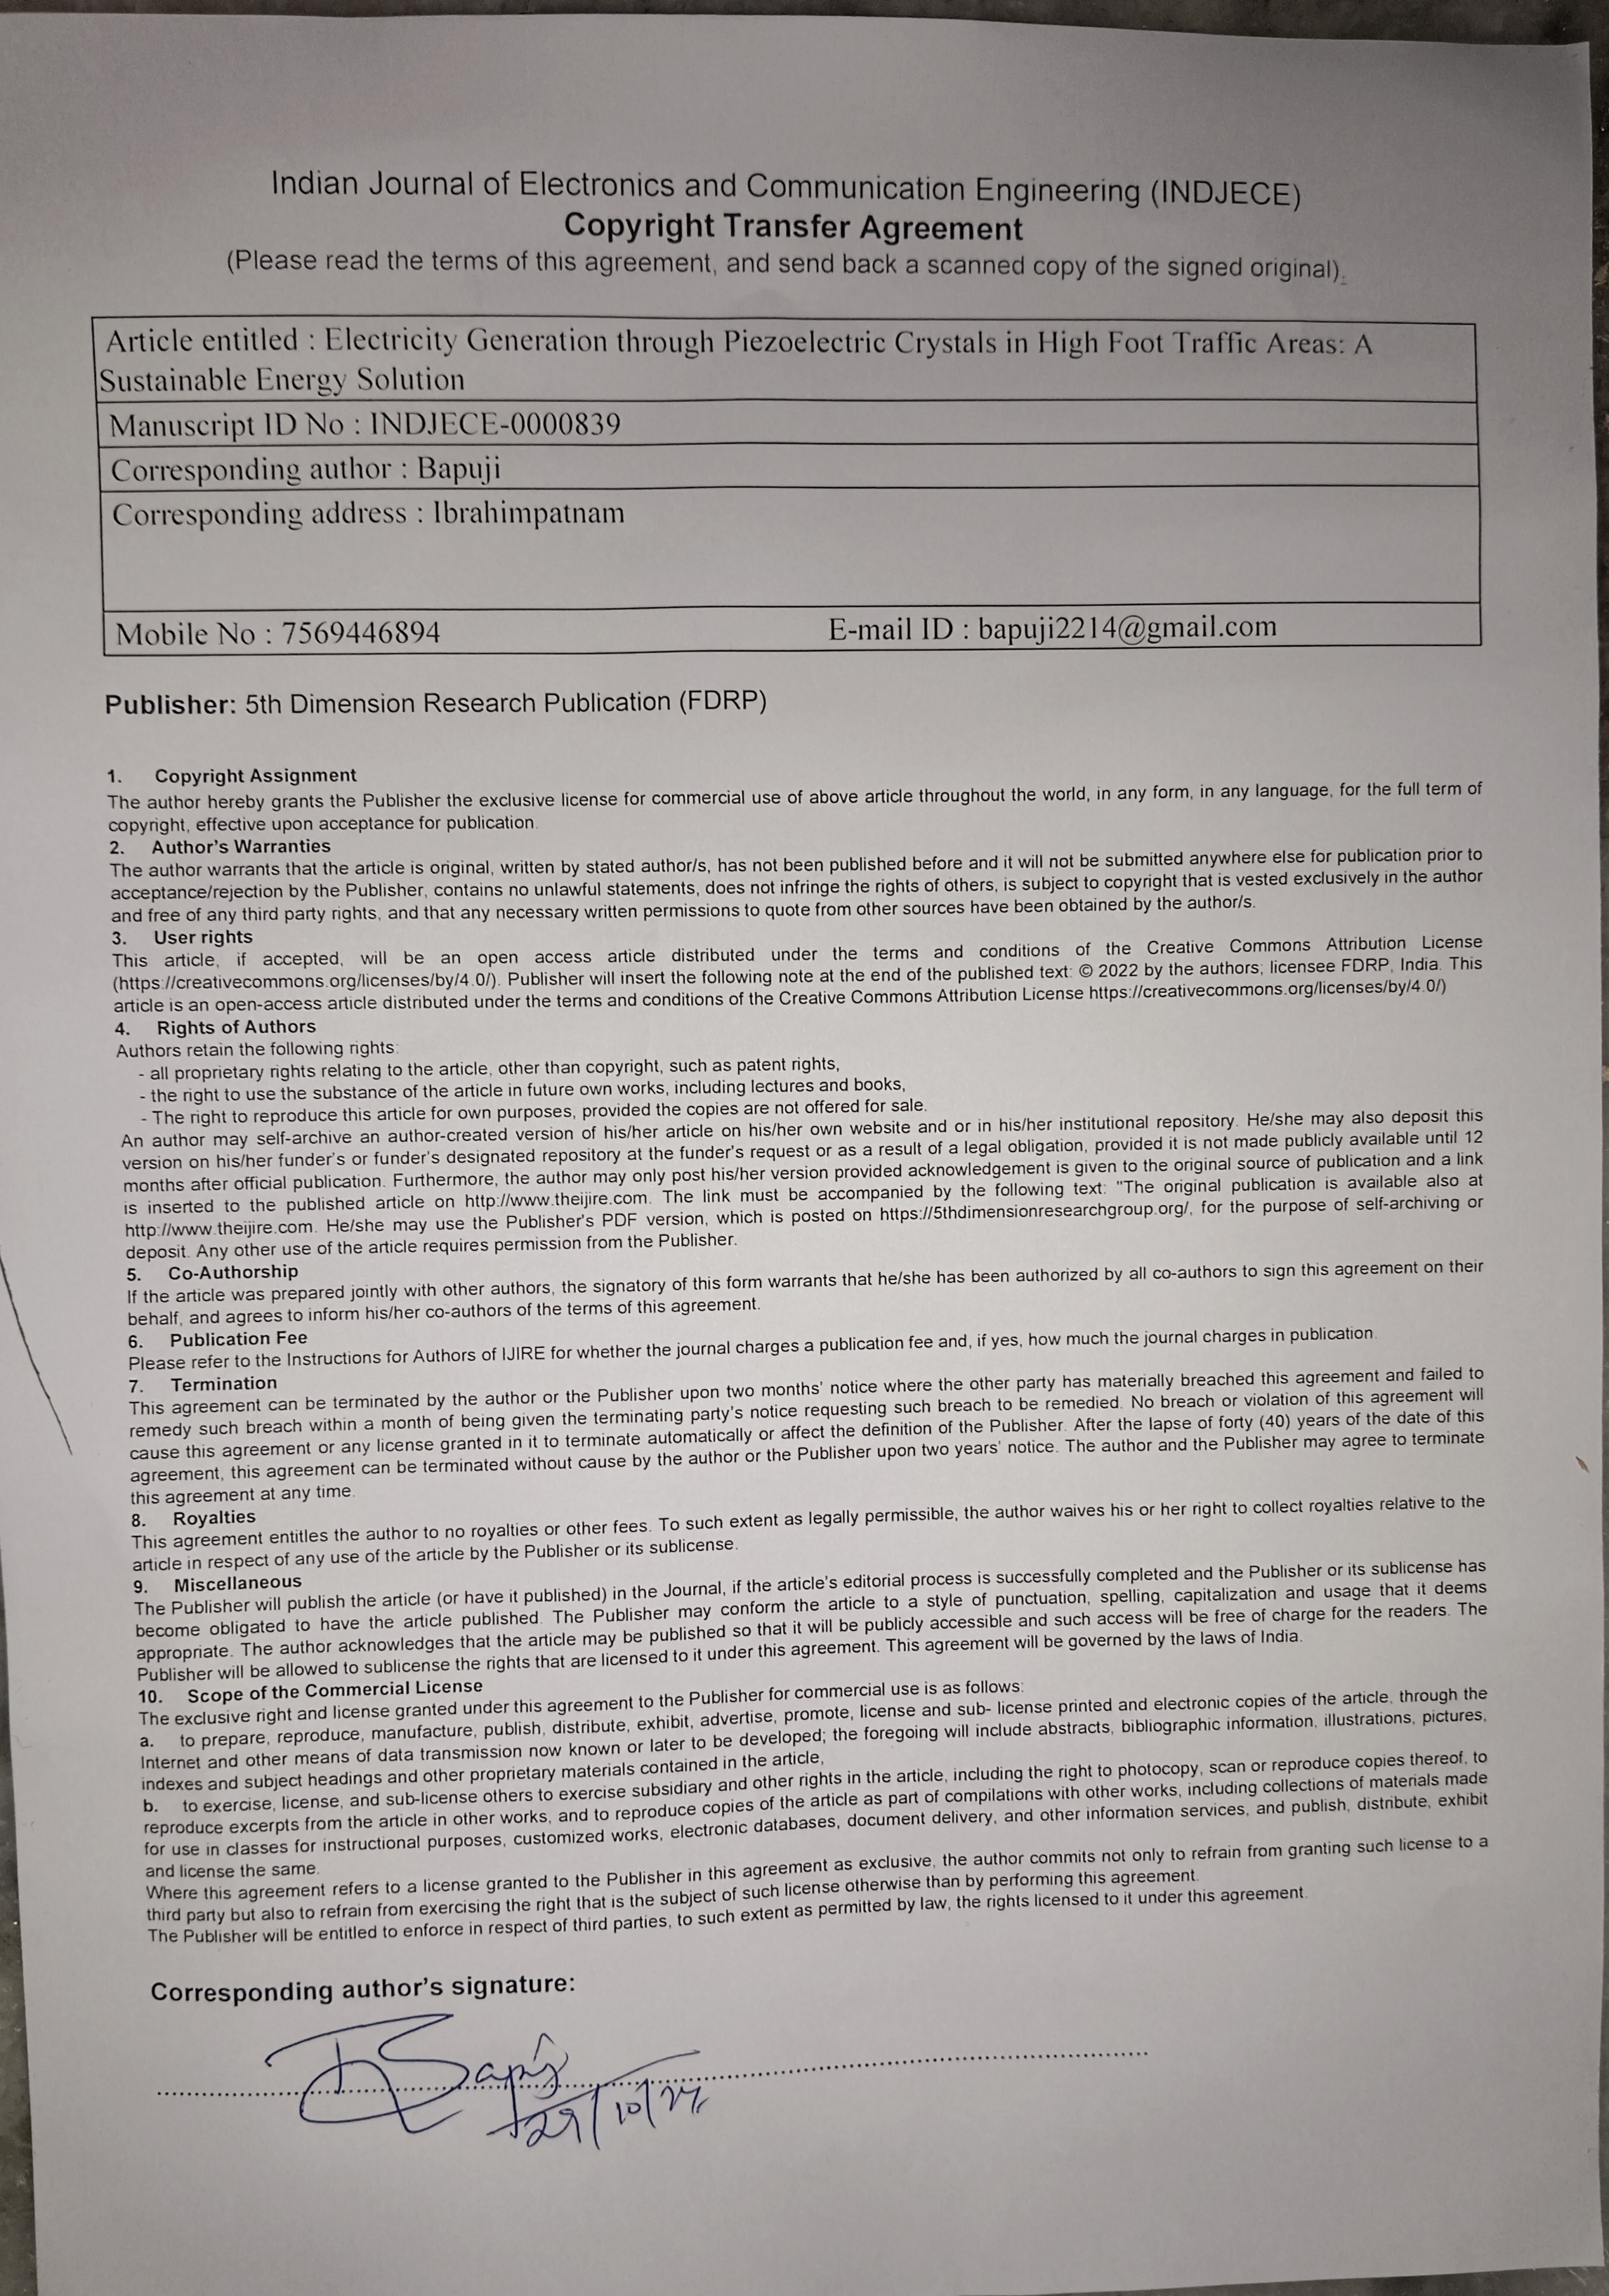 Indian Journal of Electronics and Communication Engineering (INDJECE)
Copyright Transfer Agreement
(Please read the terms of this agreement, and send back a scanned copy of the signed original).
Article entitled : Electricity Generation through Piezoelectric Crystals in High Foot Traffic Areas: A
Sustainable Energy Solution
Manuscript ID No : INDJECE-0000839
Corresponding author : Bapuji
Corresponding address : Ibrahimpatnam
Mobile No : 7569446894 E-mail ID : bapuji2214@gmail.com
Publisher: 5th Dimension Research Publication (FDRP)
1. Copyright Assignment
The author hereby grants the Publisher the exclusive license for commercial use of above article throughout the world, in any form, in any language, for the full term of
copyright, effective upon acceptance for publication.
2. Author's Warranties
The author warrants that the article is original, written by stated author/s, has not been published before and it will not be submitted anywhere else for publication prior to
acceptance/rejection by the Publisher, contains no unlawful statements, does not infringe the rights of others, is subject to copyright that is vested exclusively in the author
and free of any third party rights, and that any necessary written permissions to quote from other sources have been obtained by the author/s.
3. User rights
This article, if accepted, will be an open access article distributed under the terms and conditions of the Creative Commons Attribution License
(https://creativecommons.org/licenses/by/4.0/). Publisher will insert the following note at the end of the published text: © 2022 by the authors; licensee FDRP, India. This
article is an open-access article distributed under the terms and conditions of the Creative Commons Attribution License https://creativecommons.org/licenses/by/4.0/)
4. Rights of Authors
Authors retain the following rights:
- all proprietary rights relating to the article, other than copyright, such as patent rights,
- the right to use the substance of the article in future own works, including lectures and books,
- The right to reproduce this article for own purposes, provided the copies are not offered for sale.
An author may self-archive an author-created version of his/her article on his/her own website and or in his/her institutional repository. He/she may also deposit this
version on his/her funder's or funder's designated repository at the funder's request or as a result of a legal obligation, provided it is not made publicly available until 12
months after official publication. Furthermore, the author may only post his/her version provided acknowledgement is given to the original source of publication and a link
is inserted to the published article on http://www.theijire.com. The link must be accompanied by the following text: "The original publication is available also at
http://www.theijire.com. He/she may use the Publisher's PDF version, which is posted on https://5thdimensionresearchgroup.org/, for the purpose of self-archiving or
deposit. Any other use of the article requires permission from the Publisher.
5. Co-Authorship
If the article was prepared jointly with other authors, the signatory of this form warrants that he/she has been authorized by all co-authors to sign this agreement on their
behalf, and agrees to inform his/her co-authors of the terms of this agreement.
6. Publication Fee
Please refer to the Instructions for Authors of IJIRE for whether the journal charges a publication fee and, if yes, how much the journal charges in publication.
7. Termination
This agreement can be terminated by the author or the Publisher upon two months' notice where the other party has materially breached this agreement and failed to
remedy such breach within a month of being given the terminating party's notice requesting such breach to be remedied. No breach or violation of this agreement will
cause this agreement or any license granted in it to terminate automatically or affect the definition of the Publisher. After the lapse of forty (40) years of the date of this
agreement, this agreement can be terminated without cause by the author or the Publisher upon two years' notice. The author and the Publisher may agree to terminate
this agreement at any time.
8. Royalties
This agreement entitles the author to no royalties or other fees. To such extent as legally permissible, the author waives his or her right to collect royalties relative to the
article in respect of any use of the article by the Publisher or its sublicense.
9. Miscellaneous
The Publisher will publish the article (or have it published) in the Journal, if the article's editorial process is successfully completed and the Publisher or its sublicense has
become obligated to have the article published. The Publisher may conform the article to a style of punctuation, spelling, capitalization and usage that it deems
appropriate. The author acknowledges that the article may be published so that it will be publicly accessible and such access will be free of charge for the readers. The
Publisher will be allowed to sublicense the rights that are licensed to it under this agreement. This agreement will be governed by the laws of India.
10. Scope of the Commercial License
The exclusive right and license granted under this agreement to the Publisher for commercial use is as follows:
a. to prepare, reproduce, manufacture, publish, distribute, exhibit, advertise, promote, license and sub- license printed and electronic copies of the article, through the
Internet and other means of data transmission now known or later to be developed; the foregoing will include abstracts, bibliographic information, illustrations, pictures,
indexes and subject headings and other proprietary materials contained in the article,
b. to exercise, license, and sub-license others to exercise subsidiary and other rights in the article, including the right to photocopy, scan or reproduce copies thereof, to
reproduce excerpts from the article in other works, and to reproduce copies of the article as part of compilations with other works, including collections of materials made
for use in classes for instructional purposes, customized works, electronic databases, document delivery, and other information services, and publish, distribute, exhibit
and license the same.
Where this agreement refers to a license granted to the Publisher in this agreement as exclusive, the author commits not only to refrain from granting such license to a
third party but also to refrain from exercising the right that is the subject of such license otherwise than by performing this agreement.
The Publisher will be entitled to enforce in respect of third parties, to such extent as permitted by law, the rights licensed to it under this agreement.
Corresponding author's signature:
29/10/24